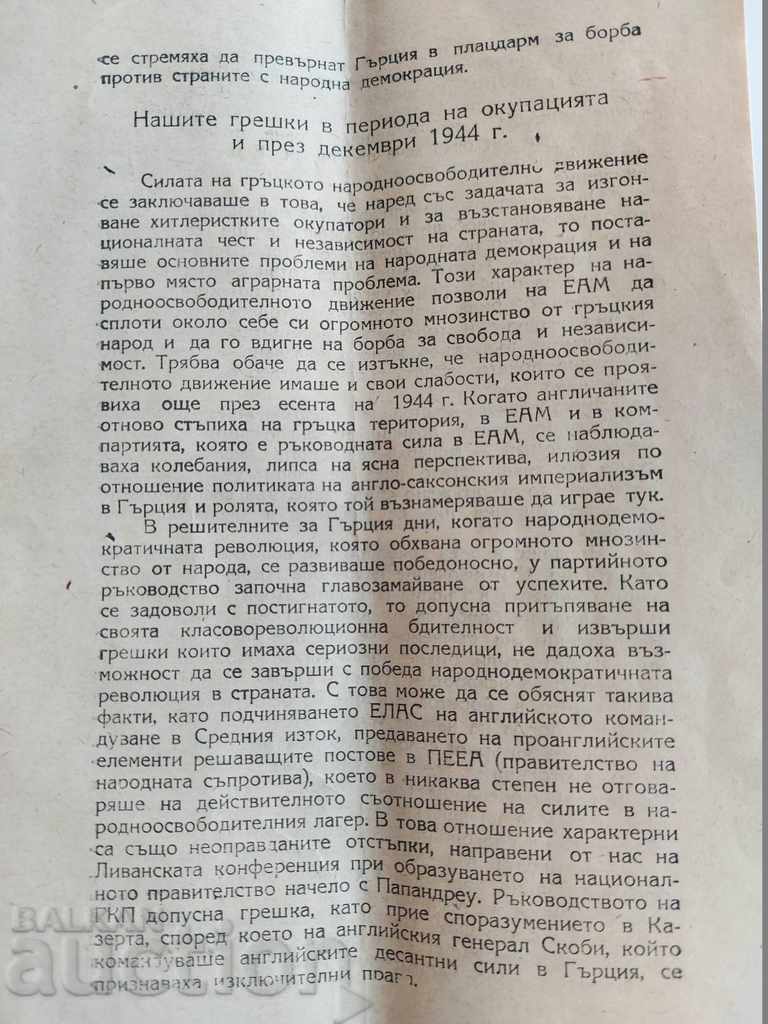 се стремяха да превърнат Гърция в плацдарм за борба
против страните с народна демокрация.
Нашите грешки в периода на окупацията
и през декември 1944 г.
Силата на гръцкото народноосвободително движение
се заключаваше в това, че наред със задачата за изгон-
ване хитлеристките окупатори и за възстановяване на-
ционалната чест и независимост на страната, то поста-
вяше основните проблеми на народната демокрация и на
първо място аграрната проблема. Този характер на на-
родноосвободителното движение позволи на ЕАМ да
сплоти около себе си огромното мнозинство от гръцкия
народ и да го вдигне на борба за свобода и независи-
мост. Трябва обаче да се изтъкне, че народноосвободи-
телното движение имаше и свои слабости, които се проя-
виха още през есента на 1944 г. Когато англичаните
отново стъпиха на гръцка територия, в ЕАМ и в ком-
партията, която е ръководната сила в ЕАМ, се наблюда-
ваха колебания, липса на ясна перспектива, илюзия по
отношение политиката на англо-саксонския империализъм
в Гърция и ролята, която той възнамеряваше да играе тук.
В решителните за Гърция дни, когато народнодемо-
кратичната революция, която обхвана огромното мнозин-
ство от народа, се развиваше победоносно, у партийното
ръководство започна главозамайване от успехите. Като
се задоволи с постигнатото, то допусна притъпяване на
своята класовореволюционна бдителност и извърши
грешки които имаха сериозни последици, не дадоха въз-
можност да се завърши с победа народнодемократичната
революция в страната. С това може да се обяснят такива
факти, като подчиняването ЕЛАС на английското коман-
дуване в Средния изток, предаването на проанглийските
елементи решаващите постове в ПЕЕА (правителство на
народната съпротива), което в никаква степен не отгова-
ряше на действителното съотношение на силите в на-
родноосвободителния лагер. В това отношение характерни
са също неоправданите отстъпки, направени от нас на
Ливанската конференция при образуването на национал-
ното правителство начело с Папандреу. Ръководството на
ГКП допусна грешка, като прие споразумението в Ка-
зерта, според което на английския генерал Скоби, който
командуваше английските десантни сили в Гърция, се
признаваха изключителни права.
BALKAN
auction